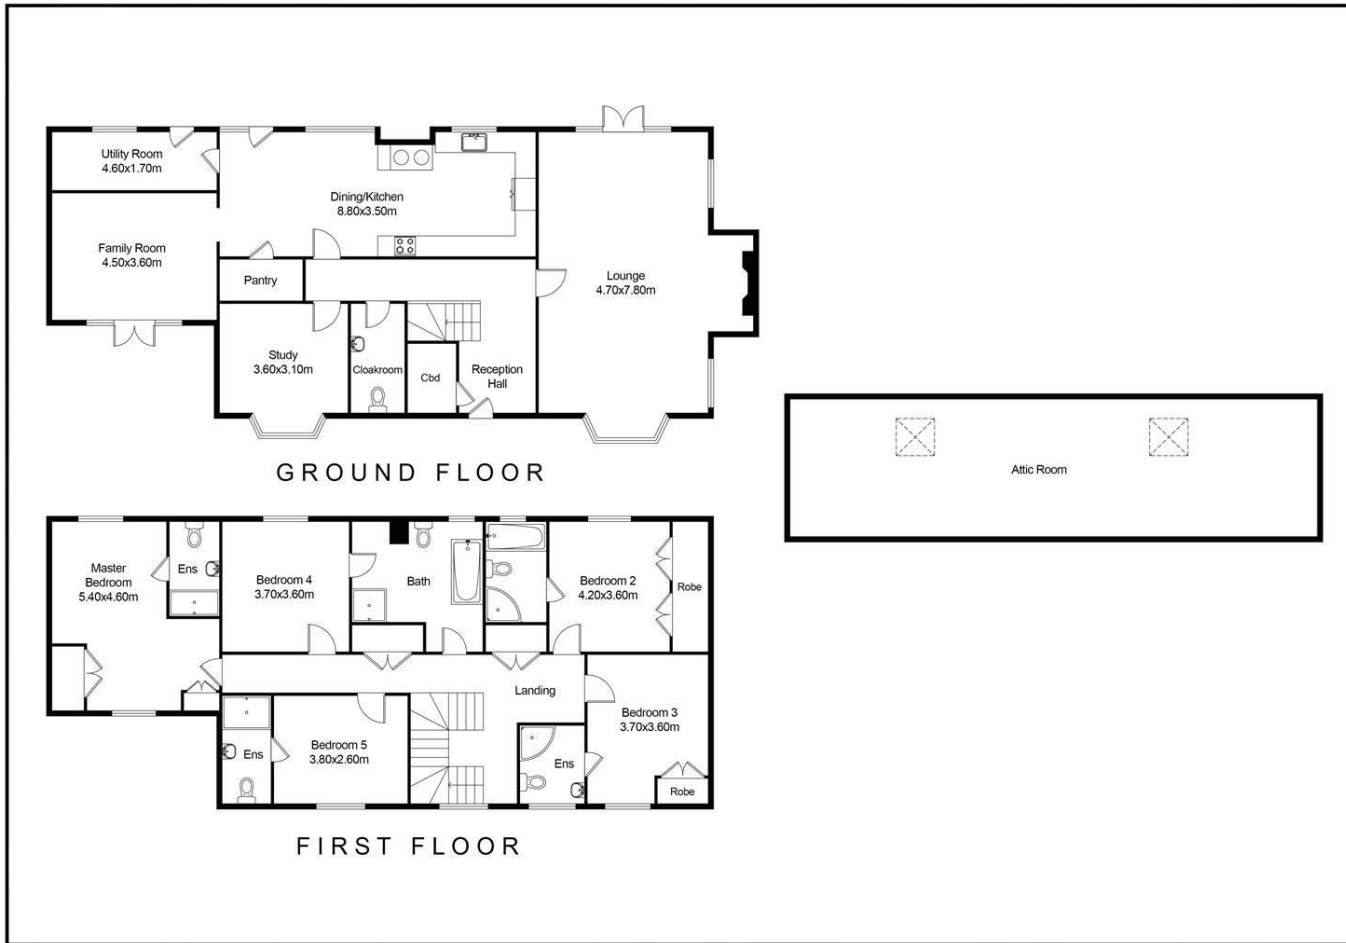 Utility Room
4.60x1.70m
Dining/Kitchen
8.80x3.50m
Family Room
4.50x3.60m
Pantry
Lounge
4.70x7.80m
Study
3.60x3.10m
Cloakroom
Cbd
Reception
Hall
GROUND FLOOR
Attic Room
Master
Bedroom
5.40x4.60m
Ens
Bedroom 4
3.70x3.60m
Bath
Bedroom 2
4.20x3.60m
Robe
Landing
Bedroom 3
3.70x3.60m
Ens
Bedroom 5
3.80x2.60m
Ens
Robe
FIRST FLOOR